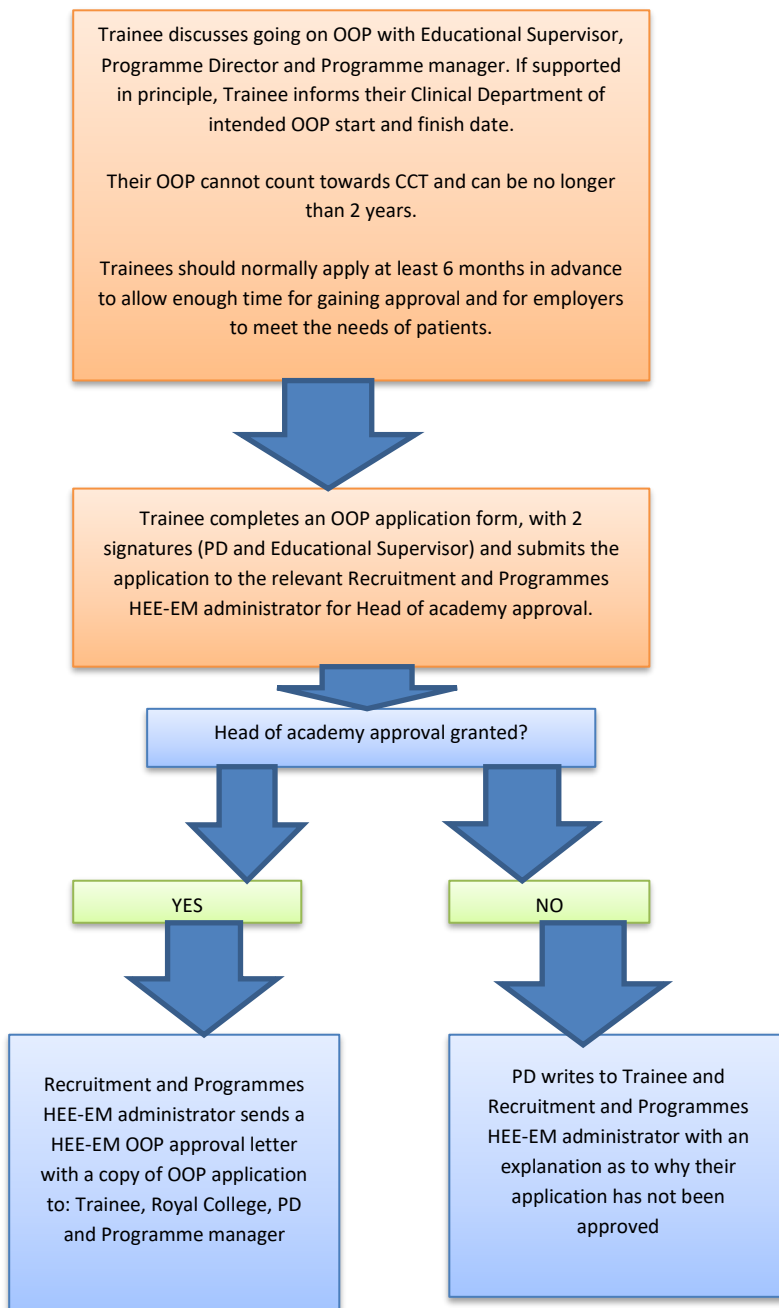 Trainee discusses going on OOP with Educational Supervisor,
Programme Director and Programme manager. If supported
in principle, Trainee informs their Clinical Department of
intended OOP start and finish date.
Their OOP cannot count towards CCT and can be no longer
than 2 years.
Trainees should normally apply at least 6 months in advance
to allow enough time for gaining approval and for employers
to meet the needs of patients.
Trainee completes an OOP application form, with 2
signatures (PD and Educational Supervisor) and submits the
application to the relevant Recruitment and Programmes
HEE-EM administrator for Head of academy approval.
Head of academy approval granted?
YES
NO
Recruitment and Programmes
HEE-EM administrator sends a
HEE-EM OOP approval letter
with a copy of OOP application
to: Trainee, Royal College, PD
and Programme manager
PD writes to Trainee and
Recruitment and Programmes
HEE-EM administrator with an
explanation as to why their
application has not been
approved